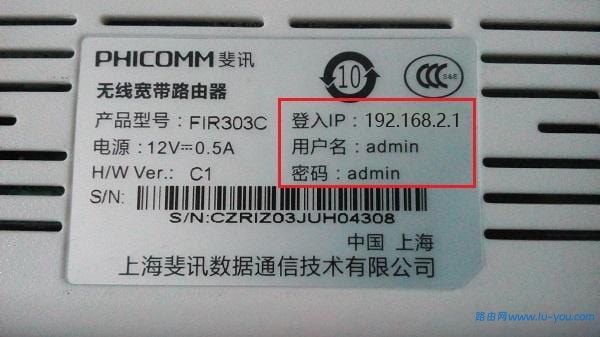 PHICOMM 斐讯
10
CCC
S&E
无线宽带路由器
产品型号：FIR303C
登入IP：192.168.2.1
电源：12V⎓0.5A
用户名：admin
H/W Ver.： C1
密码：admin
S/N:
S/N:CZRIZ03JUH04308
中国 上海
上海斐讯数据通信技术有限公司
路由网www.lu-you.com